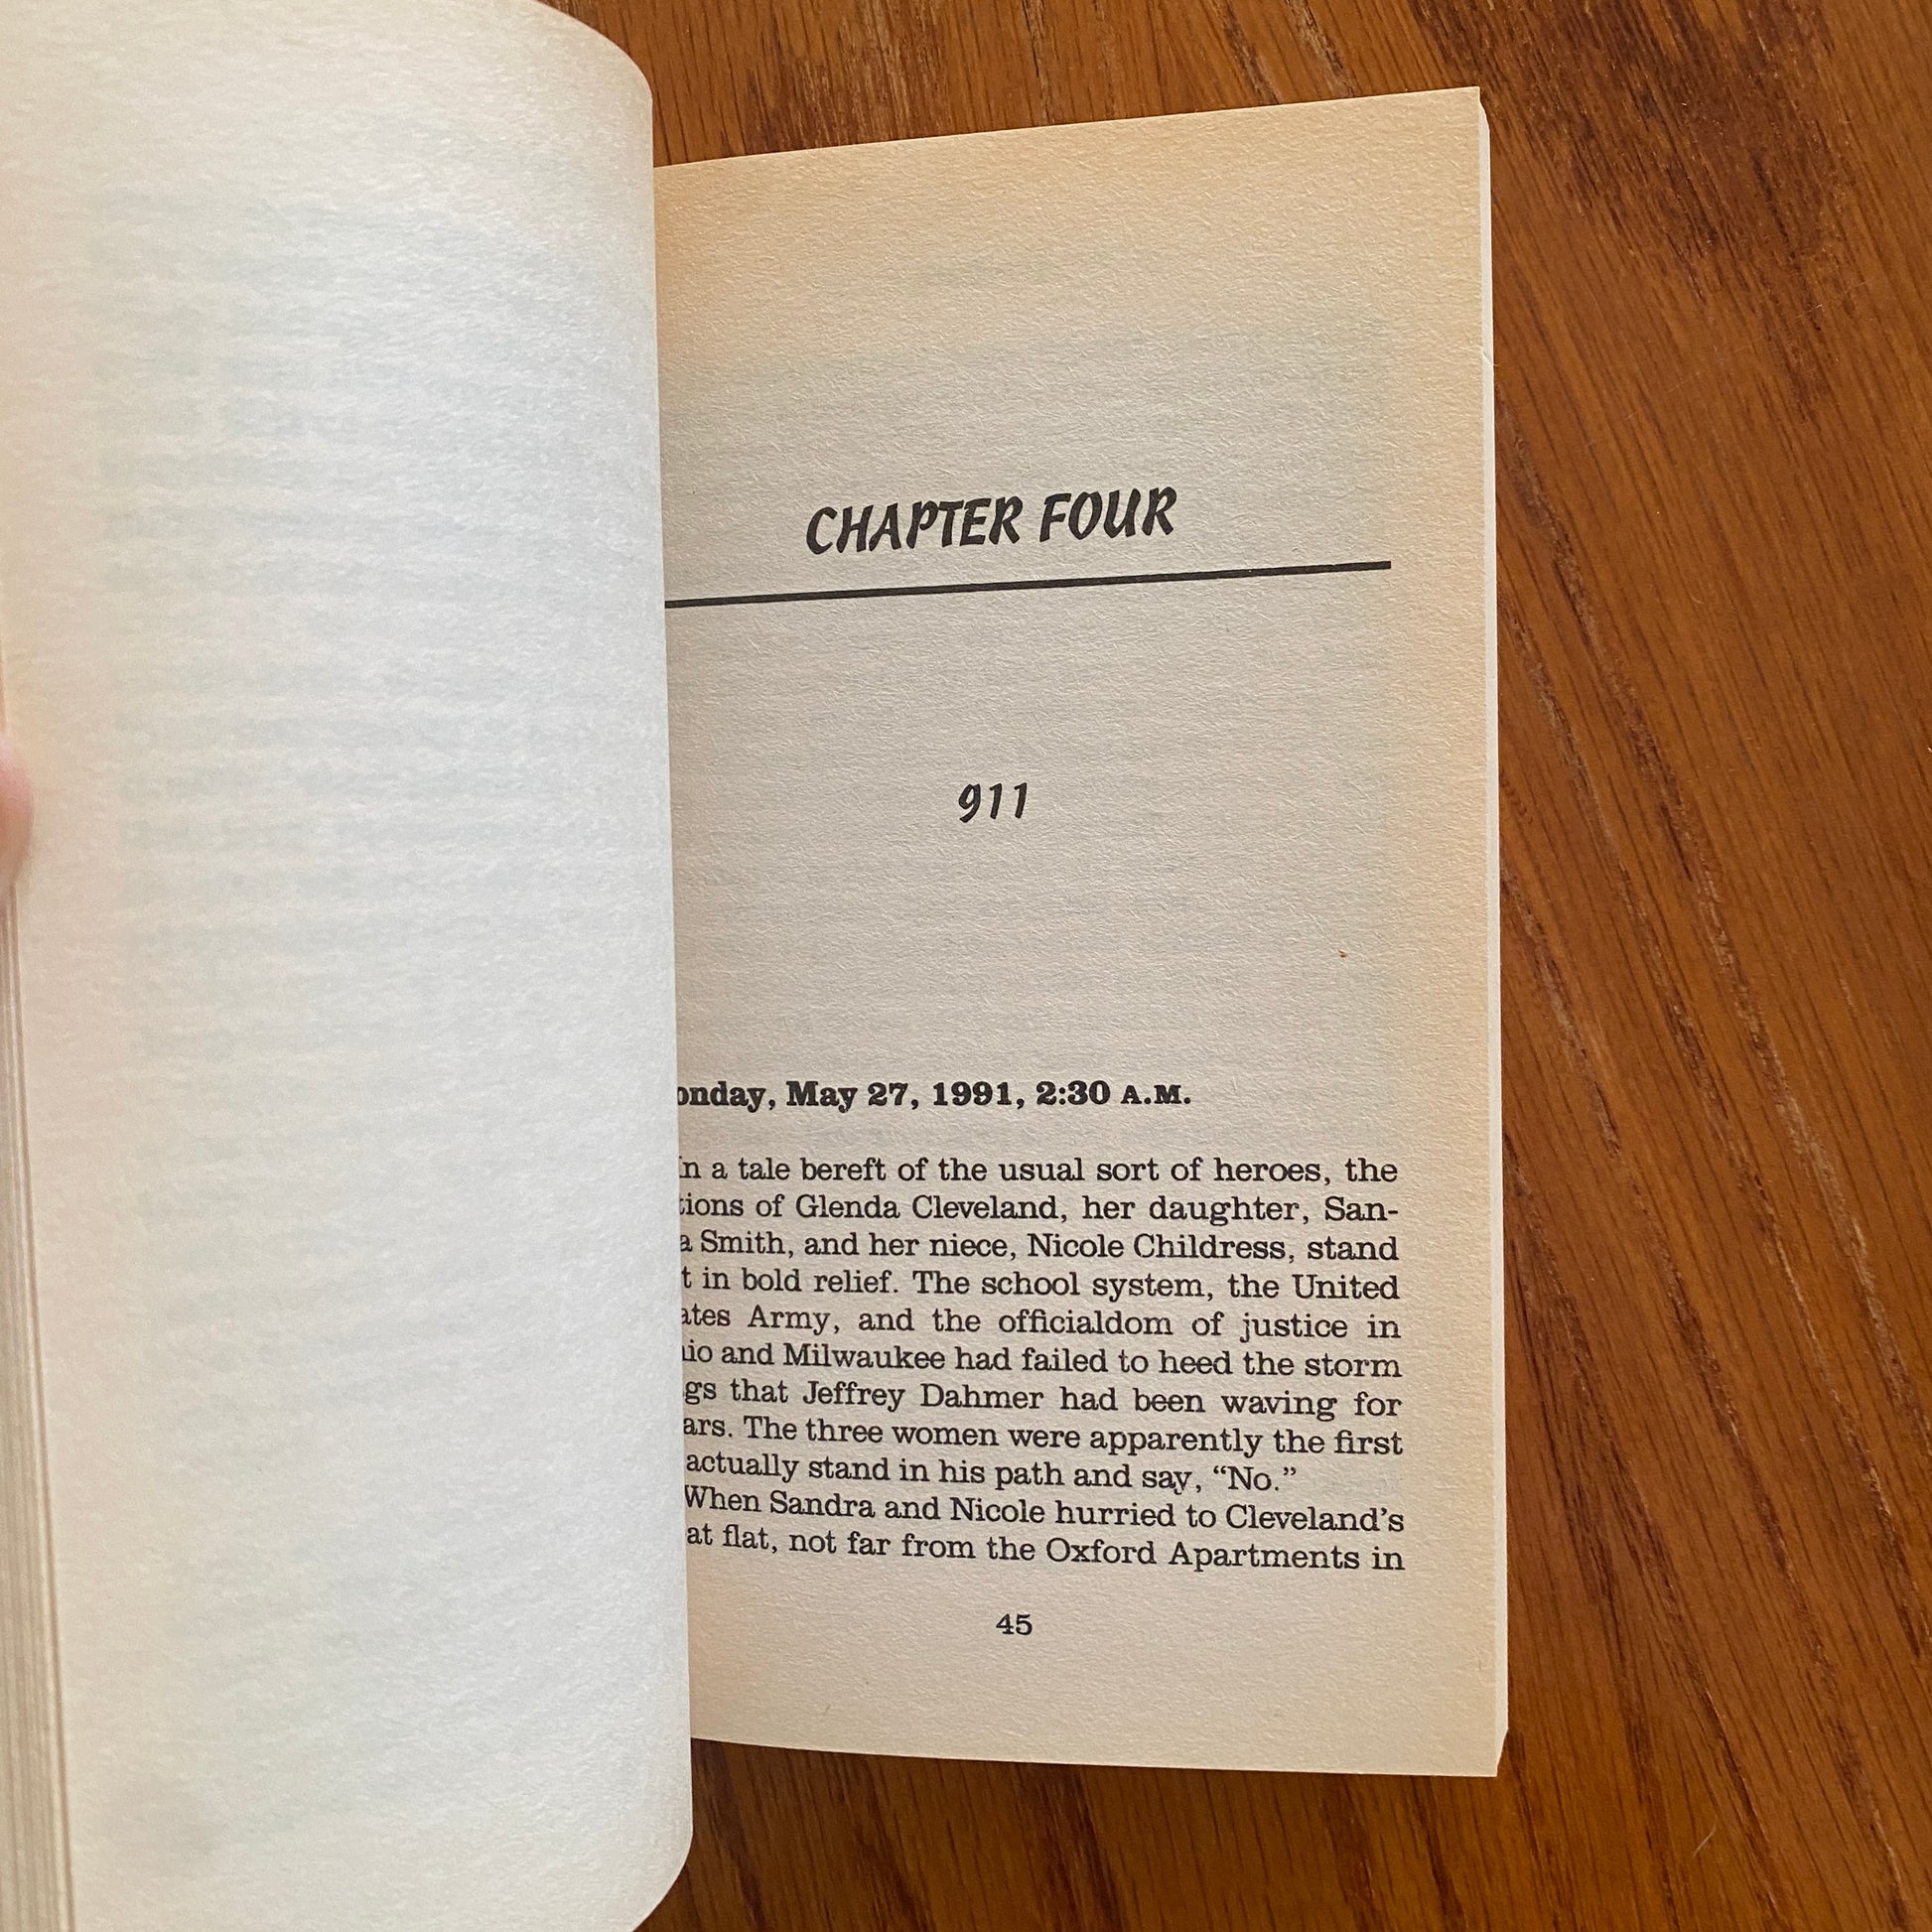 CHAPTER FOUR
911
onday, May 27, 1991, 2:30 A.M.
In a tale bereft of the usual sort of heroes, the
tions of Glenda Cleveland, her daughter, San-
a Smith, and her niece, Nicole Childress, stand
t in bold relief. The school system, the United
ates Army, and the officialdom of justice in
io and Milwaukee had failed to heed the storm
gs that Jeffrey Dahmer had been waving for
ars. The three women were apparently the first
actually stand in his path and say, “No.”
When Sandra and Nicole hurried to Cleveland’s
at flat, not far from the Oxford Apartments in
45